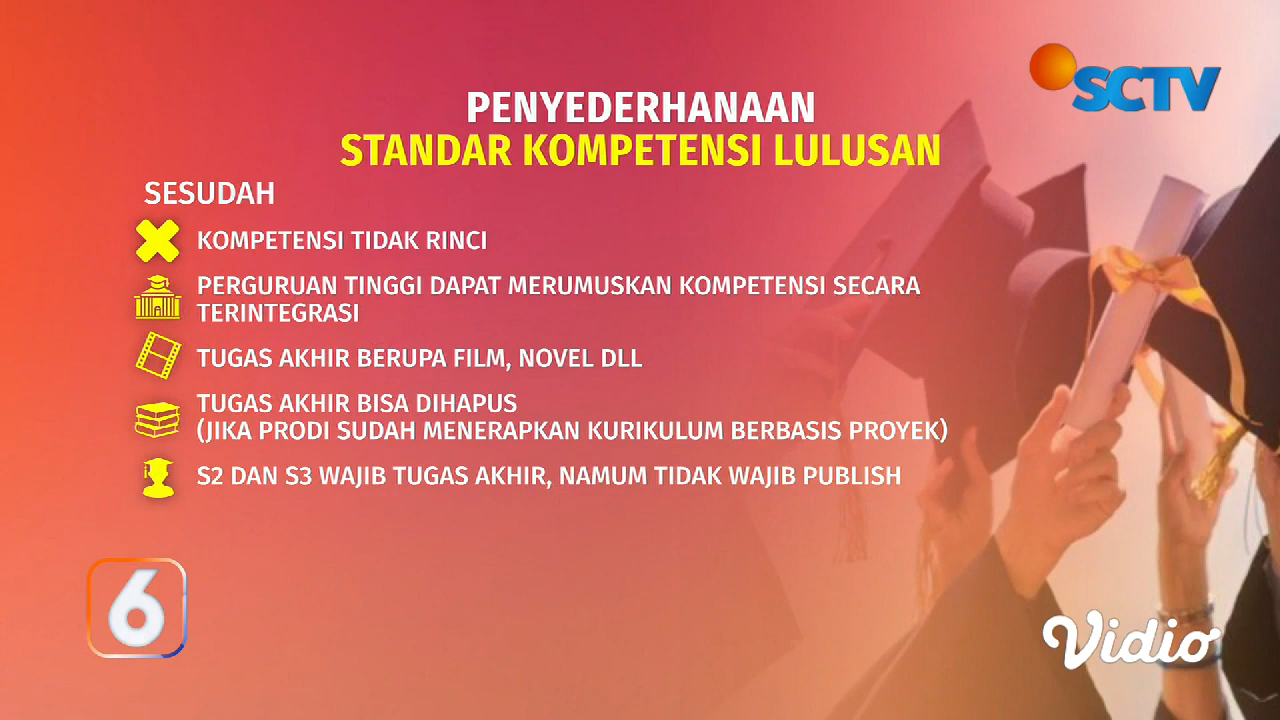 SCTV
PENYEDERHANAAN
STANDAR KOMPETENSI LULUSAN
SESUDAH
KOMPETENSI TIDAK RINCI
PERGURUAN TINGGI DAPAT MERUMUSKAN KOMPETENSI SECARA
TERINTEGRASI
TUGAS AKHIR BERUPA FILM, NOVEL DLL
TUGAS AKHIR BISA DIHAPUS
(JIKA PRODI SUDAH MENERAPKAN KURIKULUM BERBASIS PROYEK)
S2 DAN S3 WAJIB TUGAS AKHIR, NAMUM TIDAK WAJIB PUBLISH
6
Vidio